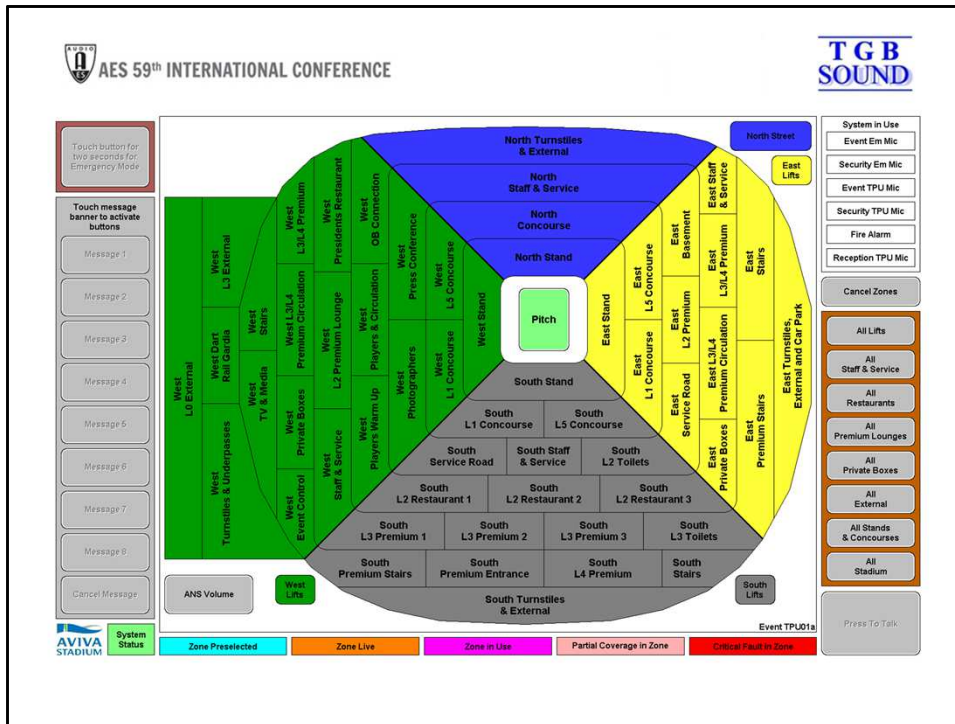 AUDIO
AES
AES 59th INTERNATIONAL CONFERENCE
TGB
SOUND
Touch button for
two seconds for
Emergency Mode
Touch message
banner to activate
buttons
Message 1
Message 2
Message 3
Message 4
Message 5
Message 6
Message 7
Message 8
Cancel Message
AVIVA
STADIUM
System
Status
West
L0 External
West
L3 External
West Dart
Rail Gardia
West
Turnstiles & Underpasses
West
Stairs
West
TV & Media
West
L3/L4 Premium
West L3/L4
Premium Circulation
West
Private Boxes
West
Event Control
West
Presidents Restaurant
West
L2 Premium Lounge
West
Staff & Service
West
OB Connection
West
Players & Circulation
West
Players Warm Up
West
Press Conference
West
Photographers
West
L5 Concourse
West
L1 Concourse
West Stand
North Turnstiles
& External
North
Staff & Service
North
Concourse
North Stand
North Street
Pitch
East
Lifts
East Stand
East
L5 Concourse
East
L1 Concourse
East
Basement
East
L2 Premium
East
Service Road
East Staff
& Service
East
L3/L4 Premium
East L3/L4
Premium Circulation
East
Private Boxes
East
Stairs
East
Premium Stairs
East Turnstiles,
External and Car Park
South Stand
South
L1 Concourse
South
L5 Concourse
South
Service Road
South Staff
& Service
South
L2 Toilets
South
L2 Restaurant 1
South
L2 Restaurant 2
South
L2 Restaurant 3
South
L3 Premium 1
South
L3 Premium 2
South
L3 Premium 3
South
L3 Toilets
South
Premium Stairs
South
Premium Entrance
South
L4 Premium
South
Stairs
South Turnstiles
& External
ANS Volume
West
Lifts
South
Lifts
Event TPU01a
Zone Preselected
Zone Live
Zone in Use
Partial Coverage in Zone
Critical Fault in Zone
System in Use
Event Em Mic
Security Em Mic
Event TPU Mic
Security TPU Mic
Fire Alarm
Reception TPU Mic
Cancel Zones
All Lifts
All
Staff & Service
All
Restaurants
All
Premium Lounges
All
Private Boxes
All
External
All Stands
& Concourses
All
Stadium
Press To Talk